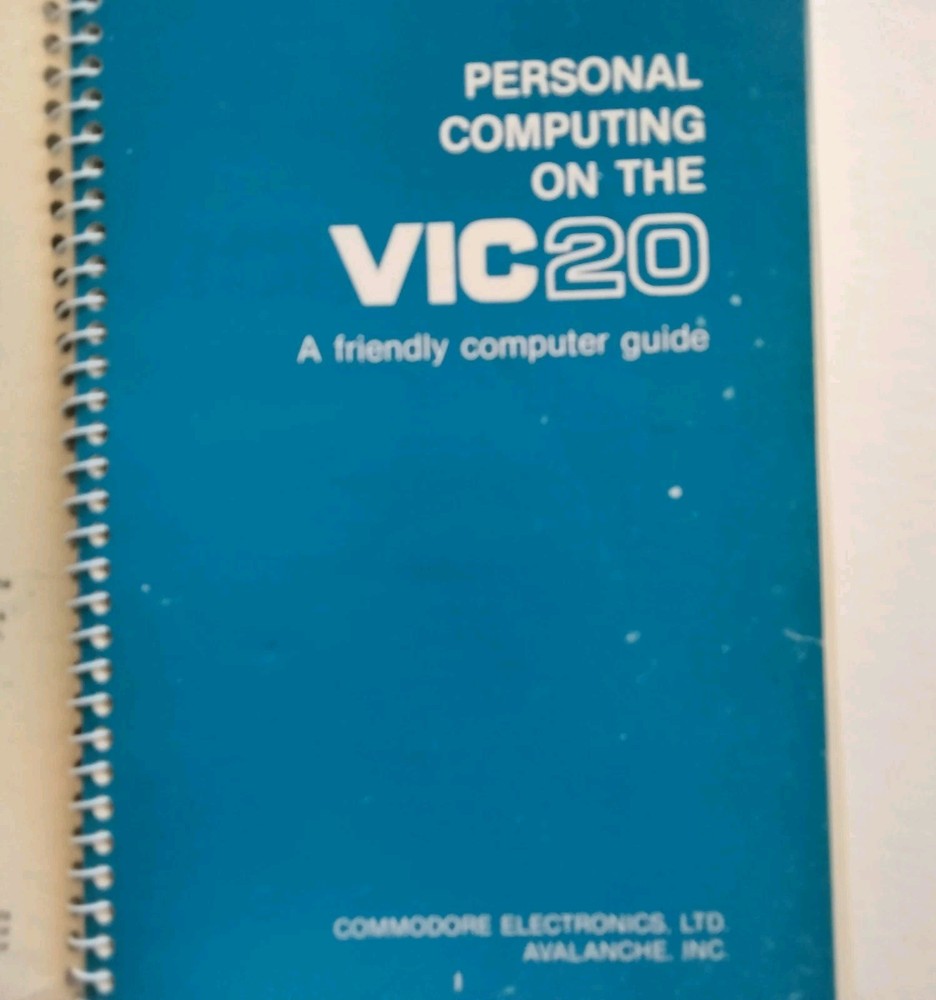 PERSONAL
COMPUTING
ON THE
VIC20
A friendly computer guide
COMMODORE ELECTRONICS, LTD.
AVALANCHE, INC.